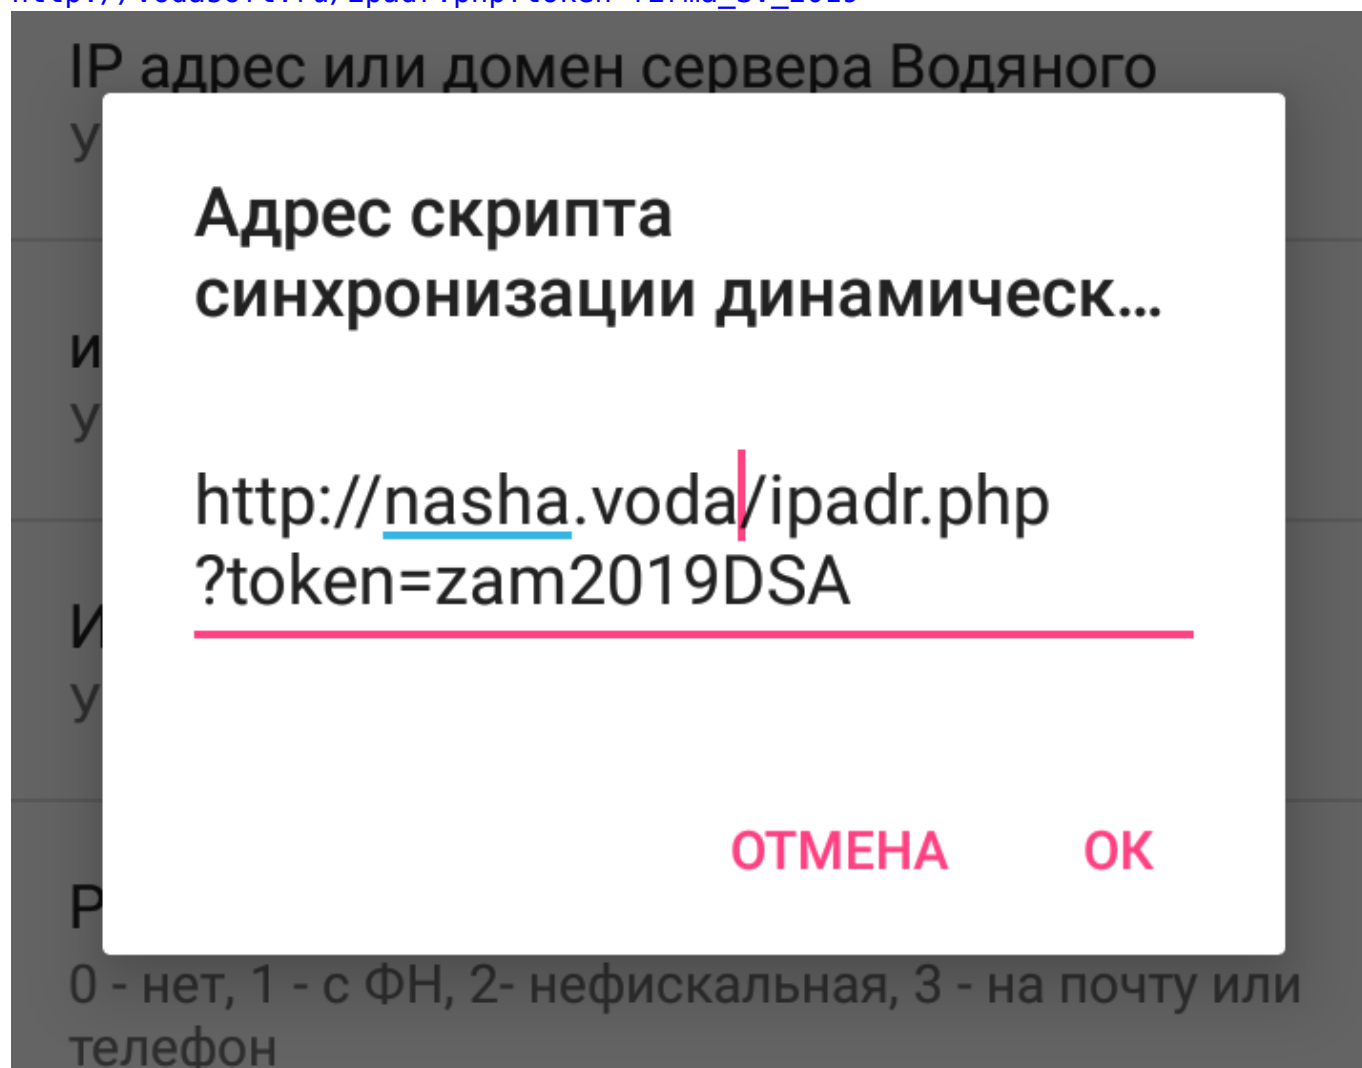 IP адрес или домен сервера Водяного
Адрес скрипта
синхронизации динамическ...
http://nasha.voda/ipadr.php
?token=zam2019DSA
ОТМЕНА ОК
0 - нет, 1 - с ФН, 2- нефискальная, 3 - на почту или
телефон